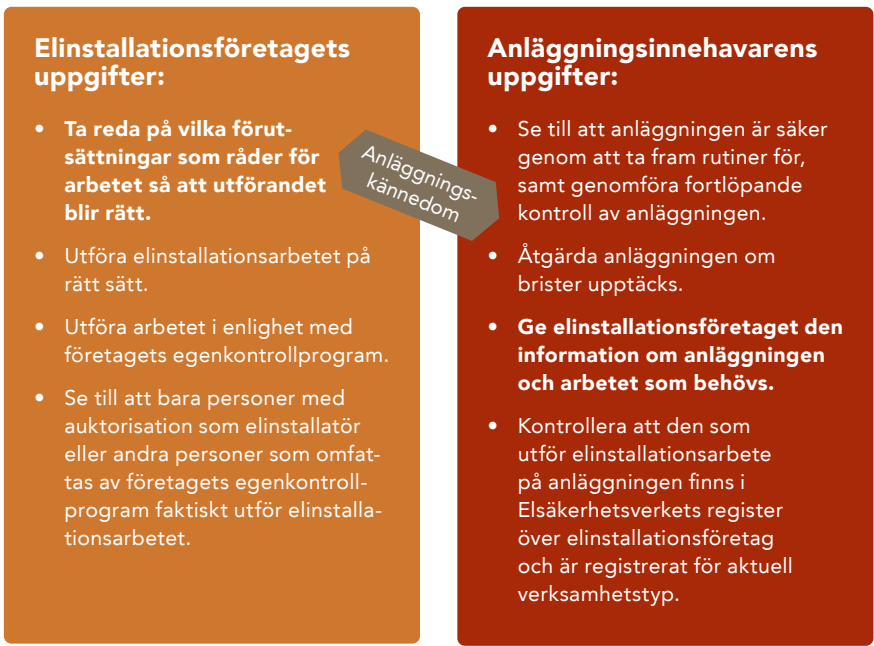 Elinstallationsföretagets
uppgifter:
• Ta reda på vilka förut-
sättningar som råder för
arbetet så att utförandet
blir rätt.
• Utföra elinstallationsarbetet på
rätt sätt.
• Utföra arbetet i enlighet med
företagets egenkontrollprogram.
• Se till att bara personer med
auktorisation som elinstallatör
eller andra personer som omfat-
tas av företagets egenkontroll-
program faktiskt utför elinstalla-
tionsarbetet.
Anläggnings-
kännedom
Anläggningsinnehavarens
uppgifter:
• Se till att anläggningen är säker
genom att ta fram rutiner för,
samt genomföra fortlöpande
kontroll av anläggningen.
• Åtgärda anläggningen om
brister upptäcks.
• Ge elinstallationsföretaget den
information om anläggningen
och arbetet som behövs.
• Kontrollera att den som
utför elinstallationsarbete
på anläggningen finns i
Elsäkerhetsverkets register
över elinstallationsföretag
och är registrerat för aktuell
verksamhetstyp.